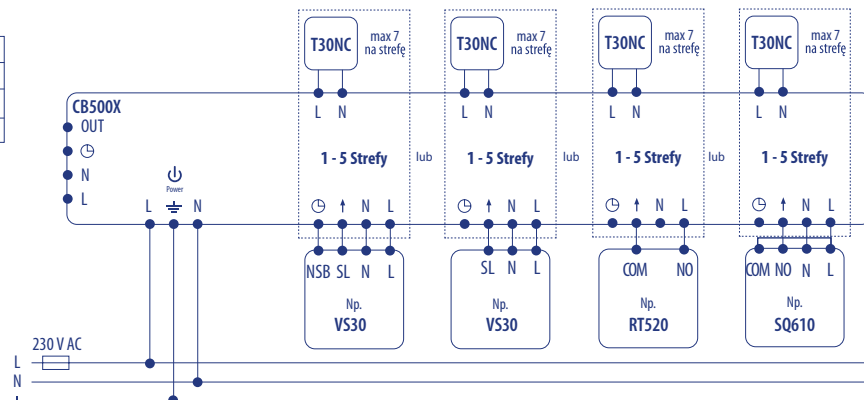 T30NC
max 7
na strefę
T30NC
max 7
na strefę
T30NC
max 7
na strefę
T30NC
max 7
na strefę
CB500X
L N
L N
L N
L N
OUT
N
L
1 - 5 Strefy
lub
1 - 5 Strefy
lub
1 - 5 Strefy
lub
1 - 5 Strefy
Power
L N
N L
N L
N L
N L
NSB SL N L
SL N L
COM NO
COM NO N L
Np.
VS30
Np.
VS30
Np.
RT520
Np.
SQ610
230 V AC
L
N